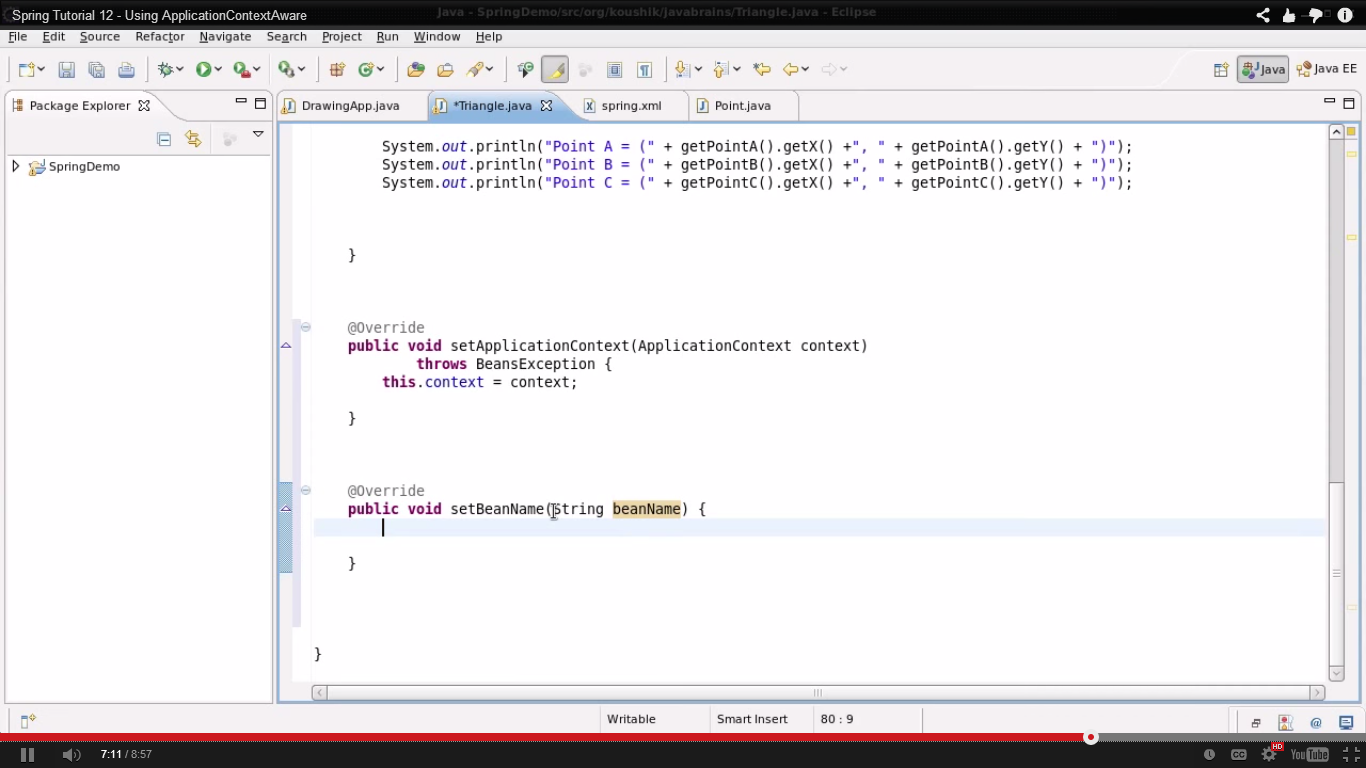 Spring Tutorial 12 - Using ApplicationContextAware
Java - SpringDemo/src/org/koushik/javabrains/Triangle.java - Eclipse
File Edit Source Refactor Navigate Search Project Run Window Help
Java
Java EE
Package Explorer
DrawingApp.java
*Triangle.java
spring.xml
Point.java
SpringDemo
System.out.println("Point A = (" + getPointA().getX() +", " + getPointA().getY() + ")");
System.out.println("Point B = (" + getPointB().getX() +", " + getPointB().getY() + ")");
System.out.println("Point C = (" + getPointC().getX() +", " + getPointC().getY() + ")");
}
@Override
public void setApplicationContext(ApplicationContext context)
throws BeansException {
this.context = context;
}
@Override
public void setBeanName(String beanName) {
}
}
Writable
Smart Insert
80 : 9
7:11 / 8:57
CC
HD
YouTube